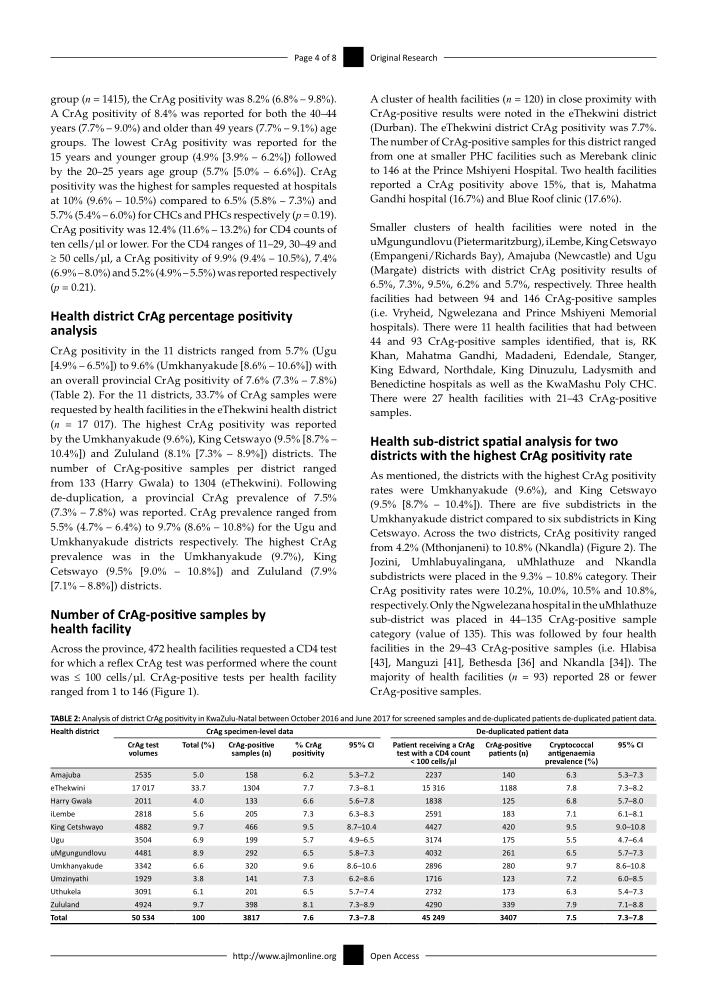 Page 4 of 8
Original Research
group (n = 1415), the CrAg positivity was 8.2% (6.8% – 9.8%).
A CrAg positivity of 8.4% was reported for both the 40–44
years (7.7% – 9.0%) and older than 49 years (7.7% – 9.1%) age
groups. The lowest CrAg positivity was reported for the
15 years and younger group (4.9% [3.9% – 6.2%]) followed
by the 20–25 years age group (5.7% [5.0% – 6.6%]). CrAg
positivity was the highest for samples requested at hospitals
at 10% (9.6% – 10.5%) compared to 6.5% (5.8% – 7.3%) and
5.7% (5.4% – 6.0%) for CHCs and PHCs respectively (p = 0.19).
CrAg positivity was 12.4% (11.6% – 13.2%) for CD4 counts of
ten cells/µl or lower. For the CD4 ranges of 11–29, 30–49 and
≥ 50 cells/µl, a CrAg positivity of 9.9% (9.4% – 10.5%), 7.4%
(6.9% – 8.0%) and 5.2% (4.9% – 5.5%) was reported respectively
(p = 0.21).
Health district CrAg percentage positivity
analysis
CrAg positivity in the 11 districts ranged from 5.7% (Ugu
[4.9% – 6.5%]) to 9.6% (Umkhanyakude [8.6% – 10.6%]) with
an overall provincial CrAg positivity of 7.6% (7.3% – 7.8%)
(Table 2). For the 11 districts, 33.7% of CrAg samples were
requested by health facilities in the eThekwini health district
(n = 17 017). The highest CrAg positivity was reported
by the Umkhanyakude (9.6%), King Cetswayo (9.5% [8.7% –
10.4%]) and Zululand (8.1% [7.3% – 8.9%]) districts. The
number of CrAg-positive samples per district ranged
from 133 (Harry Gwala) to 1304 (eThekwini). Following
de-duplication, a provincial CrAg prevalence of 7.5%
(7.3% – 7.8%) was reported. CrAg prevalence ranged from
5.5% (4.7% – 6.4%) to 9.7% (8.6% – 10.8%) for the Ugu and
Umkhanyakude districts respectively. The highest CrAg
prevalence was in the Umkhanyakude (9.7%), King
Cetswayo (9.5% [9.0% – 10.8%]) and Zululand (7.9%
[7.1% – 8.8%]) districts.
Number of CrAg-positive samples by
health facility
Across the province, 472 health facilities requested a CD4 test
for which a reflex CrAg test was performed where the count
was ≤ 100 cells/µl. CrAg-positive tests per health facility
ranged from 1 to 146 (Figure 1).
A cluster of health facilities (n = 120) in close proximity with
CrAg-positive results were noted in the eThekwini district
(Durban). The eThekwini district CrAg positivity was 7.7%.
The number of CrAg-positive samples for this district ranged
from one at smaller PHC facilities such as Merebank clinic
to 146 at the Prince Mshiyeni Hospital. Two health facilities
reported a CrAg positivity above 15%, that is, Mahatma
Gandhi hospital (16.7%) and Blue Roof clinic (17.6%).
Smaller clusters of health facilities were noted in the
uMgungundlovu (Pietermaritzburg), iLembe, King Cetswayo
(Empangeni/Richards Bay), Amajuba (Newcastle) and Ugu
(Margate) districts with district CrAg positivity results of
6.5%, 7.3%, 9.5%, 6.2% and 5.7%, respectively. Three health
facilities had between 94 and 146 CrAg-positive samples
(i.e. Vryheid, Ngwelezana and Prince Mshiyeni Memorial
hospitals). There were 11 health facilities that had between
44 and 93 CrAg-positive samples identified, that is, RK
Khan, Mahatma Gandhi, Madadeni, Edendale, Stanger,
King Edward, Northdale, King Dinuzulu, Ladysmith and
Benedictine hospitals as well as the KwaMashu Poly CHC.
There were 27 health facilities with 21–43 CrAg-positive
samples.
Health sub-district spatial analysis for two
districts with the highest CrAg positivity rate
As mentioned, the districts with the highest CrAg positivity
rates were Umkhanyakude (9.6%), and King Cetswayo
(9.5% [8.7% – 10.4%]). There are five subdistricts in the
Umkhanyakude district compared to six subdistricts in King
Cetswayo. Across the two districts, CrAg positivity ranged
from 4.2% (Mthonjaneni) to 10.8% (Nkandla) (Figure 2). The
Jozini, Umhlabuyalingana, uMhlathuze and Nkandla
subdistricts were placed in the 9.3% – 10.8% category. Their
CrAg positivity rates were 10.2%, 10.0%, 10.5% and 10.8%,
respectively. Only the Ngwelezana hospital in the uMhlathuze
sub-district was placed in 44–135 CrAg-positive sample
category (value of 135). This was followed by four health
facilities in the 29–43 CrAg-positive samples (i.e. Hlabisa
[43], Manguzi [41], Bethesda [36] and Nkandla [34]). The
majority of health facilities (n = 93) reported 28 or fewer
CrAg-positive samples.
TABLE 2: Analysis of district CrAg positivity in KwaZulu-Natal between October 2016 and June 2017 for screened samples and de-duplicated patients de-duplicated patient data.
Health district CrAg specimen-level data De-duplicated patient data
CrAg test volumes Total (%) CrAg-positive samples (n) % CrAg positivity 95% CI Patient receiving a CrAg test with a CD4 count < 100 cells/µl CrAg-positive patients (n) Cryptococcal antigenaemia prevalence (%) 95% CI
Amajuba 2535 5.0 158 6.2 5.3–7.2 2237 140 6.3 5.3–7.3
eThekwini 17 017 33.7 1304 7.7 7.3–8.1 15 316 1188 7.8 7.3–8.2
Harry Gwala 2011 4.0 133 6.6 5.6–7.8 1838 125 6.8 5.7–8.0
iLembe 2818 5.6 205 7.3 6.3–8.3 2591 183 7.1 6.1–8.1
King Cetshwayo 4882 9.7 466 9.5 8.7–10.4 4427 420 9.5 9.0–10.8
Ugu 3504 6.9 199 5.7 4.9–6.5 3174 175 5.5 4.7–6.4
uMgungundlovu 4481 8.9 292 6.5 5.8–7.3 4032 261 6.5 5.7–7.3
Umkhanyakude 3342 6.6 320 9.6 8.6–10.6 2896 280 9.7 8.6–10.8
Umzinyathi 1929 3.8 141 7.3 6.2–8.6 1716 123 7.2 6.0–8.5
Uthukela 3091 6.1 201 6.5 5.7–7.4 2732 173 6.3 5.4–7.3
Zululand 4924 9.7 398 8.1 7.3–8.9 4290 339 7.9 7.1–8.8
Total 50 534 100 3817 7.6 7.3–7.8 45 249 3407 7.5 7.3–7.8
http://www.ajlmonline.org
Open Access